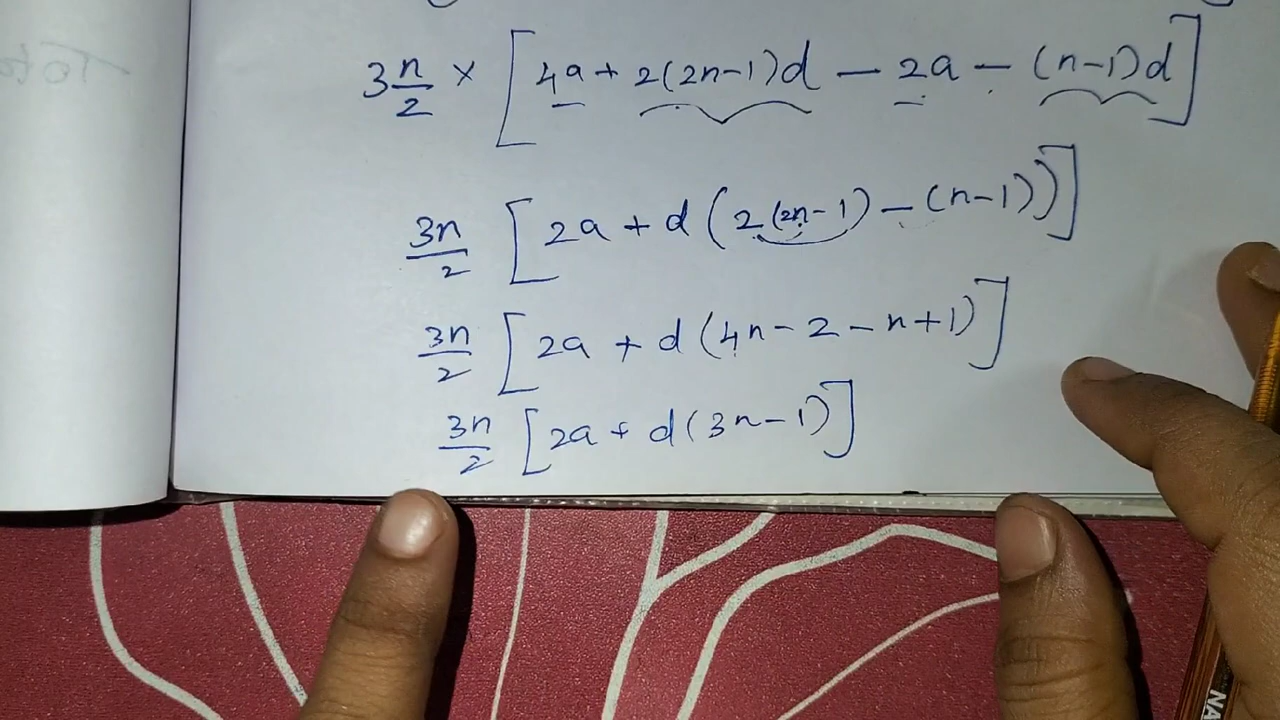 3n/2 × [4a + 2(2n-1)d - 2a - (n-1)d]
3n/2 [2a + d(2(2n-1) - (n-1))]
3n/2 [2a + d(4n-2-n+1)]
3n/2 [2a + d(3n-1)]
NA